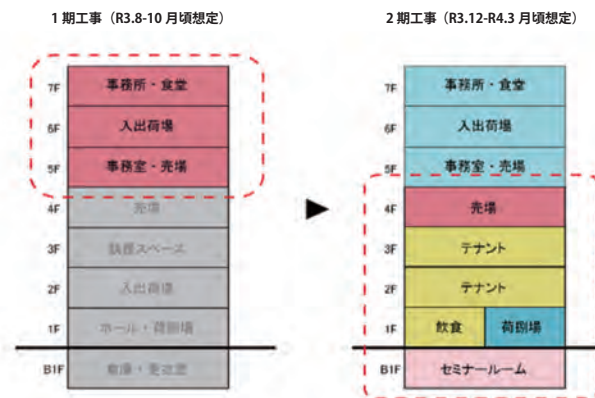 1期工事（R3.8-10月頃想定）
7F 事務所・食堂
6F 入出荷場
5F 事務室・売場
4F 売場
3F
2F 入出荷場
1F ホール・荷捌場
B1F 倉庫・更衣室
▶
2期工事（R3.12-R4.3月頃想定）
7F 事務所・食堂
6F 入出荷場
5F 事務室・売場
4F 売場
3F テナント
2F テナント
1F 飲食 荷捌場
B1F セミナールーム